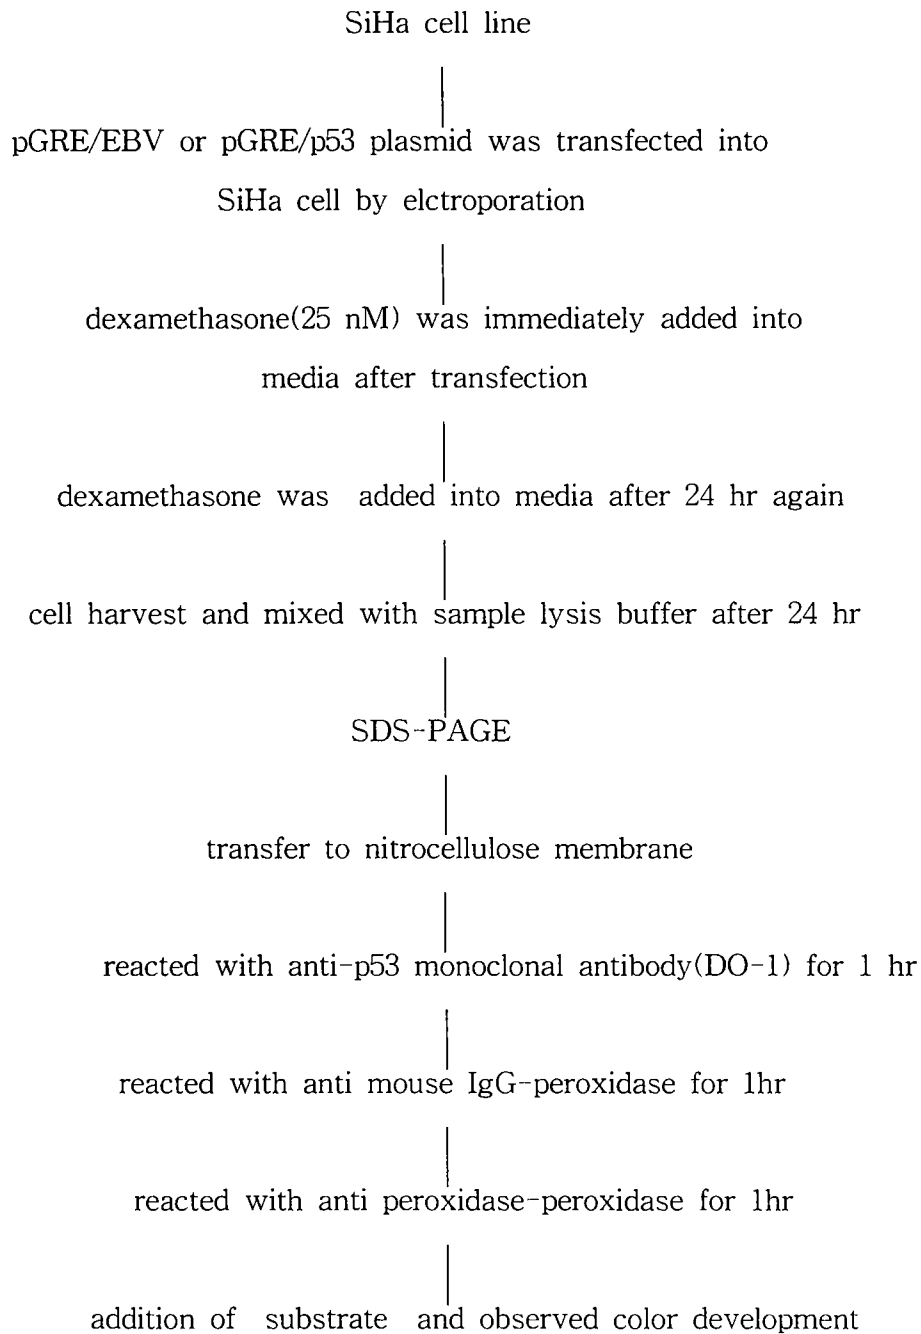 SiHa cell line
pGRE/EBV or pGRE/p53 plasmid was transfected into
SiHa cell by elctroporation
dexamethasone(25 nM) was immediately added into
media after transfection
dexamethasone was added into media after 24 hr again
cell harvest and mixed with sample lysis buffer after 24 hr
SDS-PAGE
transfer to nitrocellulose membrane
reacted with anti-p53 monoclonal antibody(DO-1) for 1 hr
reacted with anti mouse IgG-peroxidase for 1hr
reacted with anti peroxidase-peroxidase for 1hr
addition of substrate and observed color development